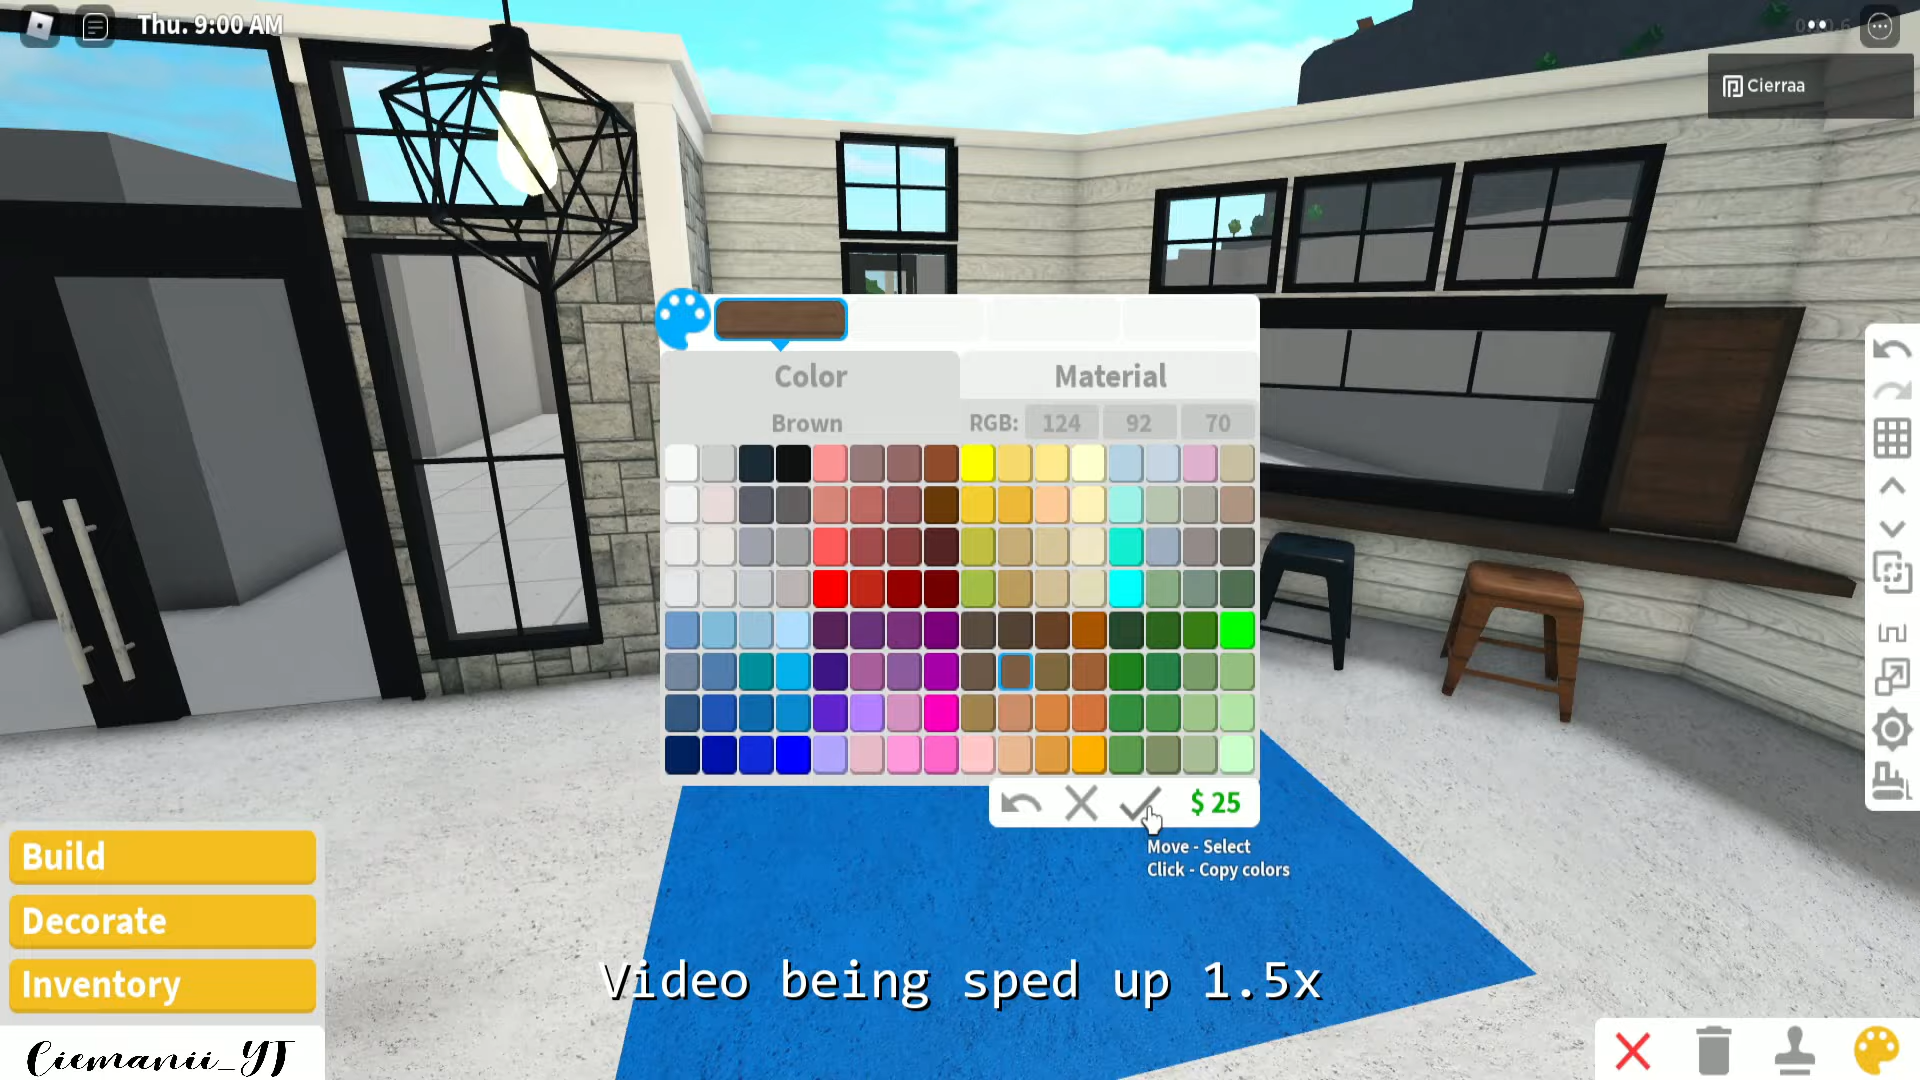 Thu. 9:00 AM
Cierraa
Color
Material
Brown
RGB: 124 92 70
$ 25
Move - Select
Click - Copy colors
Build
Decorate
Inventory
Video being sped up 1.5x
Ciemanii_YT